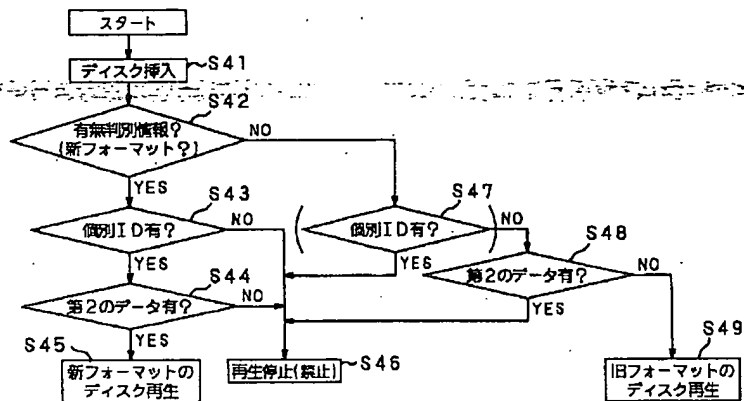 スタート
ディスク挿入
S41
有無判別情報?
(新フォーマット?)
S42
NO
YES
個別ID有?
S43
NO
YES
(個別ID有?)
S47
NO
YES
第2のデータ有?
S44
NO
YES
第2のデータ有?
S48
NO
YES
S45
新フォーマットの
ディスク再生
再生停止(禁止)
S46
S49
旧フォーマットの
ディスク再生